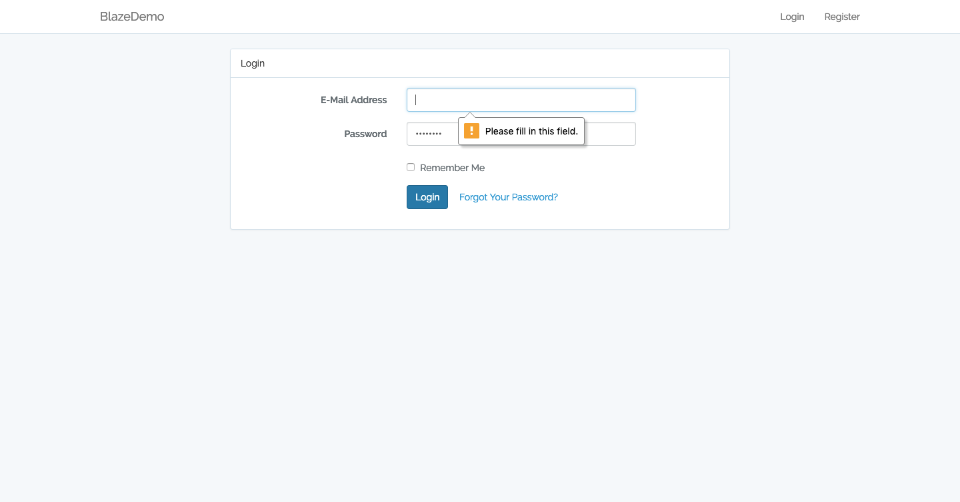 BlazeDemo
Login Register
Login
E-Mail Address
Please fill in this field.
Password ••••••••
Remember Me
Login Forgot Your Password?